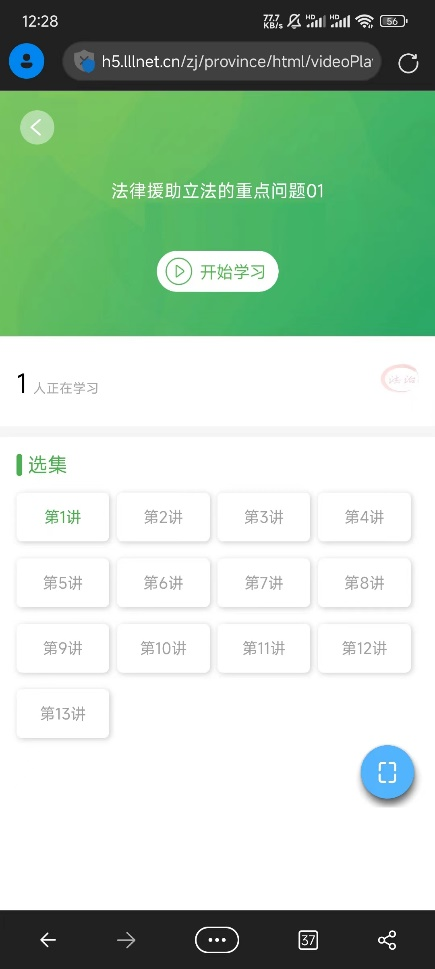 12:28
77.7 KB/s HD HD 56
h5.lllnet.cn/zj/province/html/videoPla
法律援助立法的重点问题01
开始学习
1 人正在学习
选集
第1讲 第2讲 第3讲 第4讲
第5讲 第6讲 第7讲 第8讲
第9讲 第10讲 第11讲 第12讲
第13讲
37